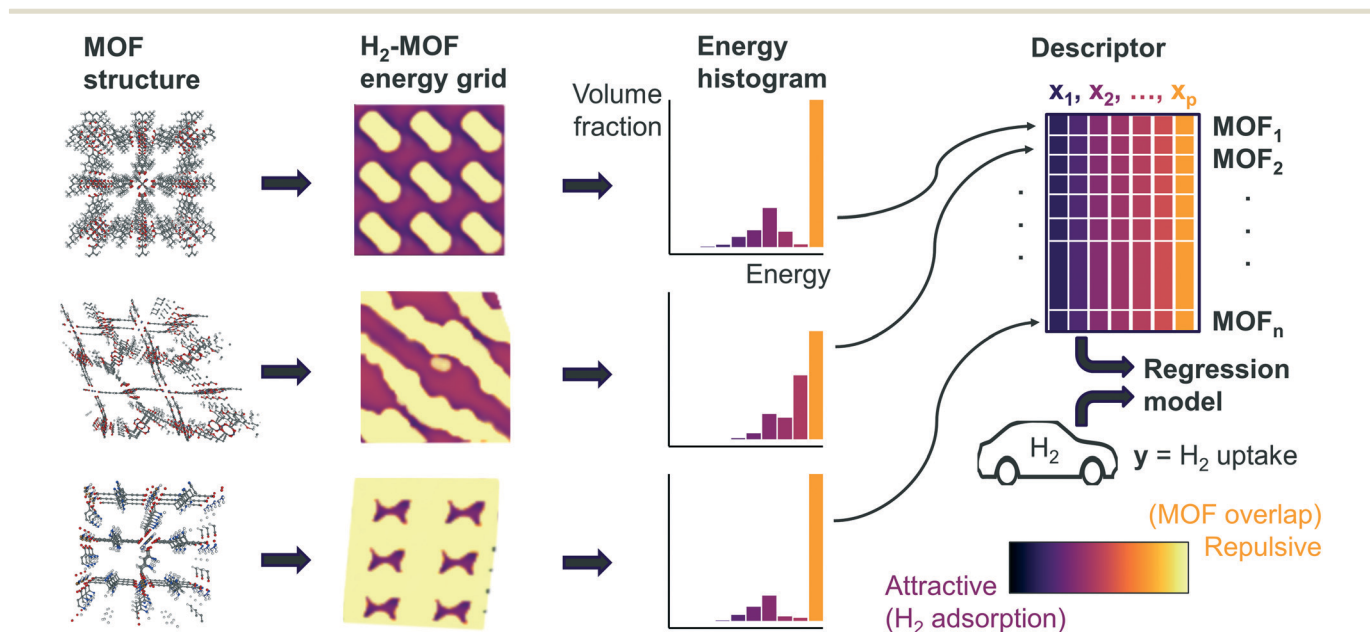 MOF
structure
H₂-MOF
energy grid
Energy
histogram
Descriptor
Volume
fraction
x₁, x₂, ..., xₚ
MOF₁
MOF₂
MOFₙ
Energy
Regression
model
H₂
y = H₂ uptake
(MOF overlap)
Repulsive
Attractive
(H₂ adsorption)